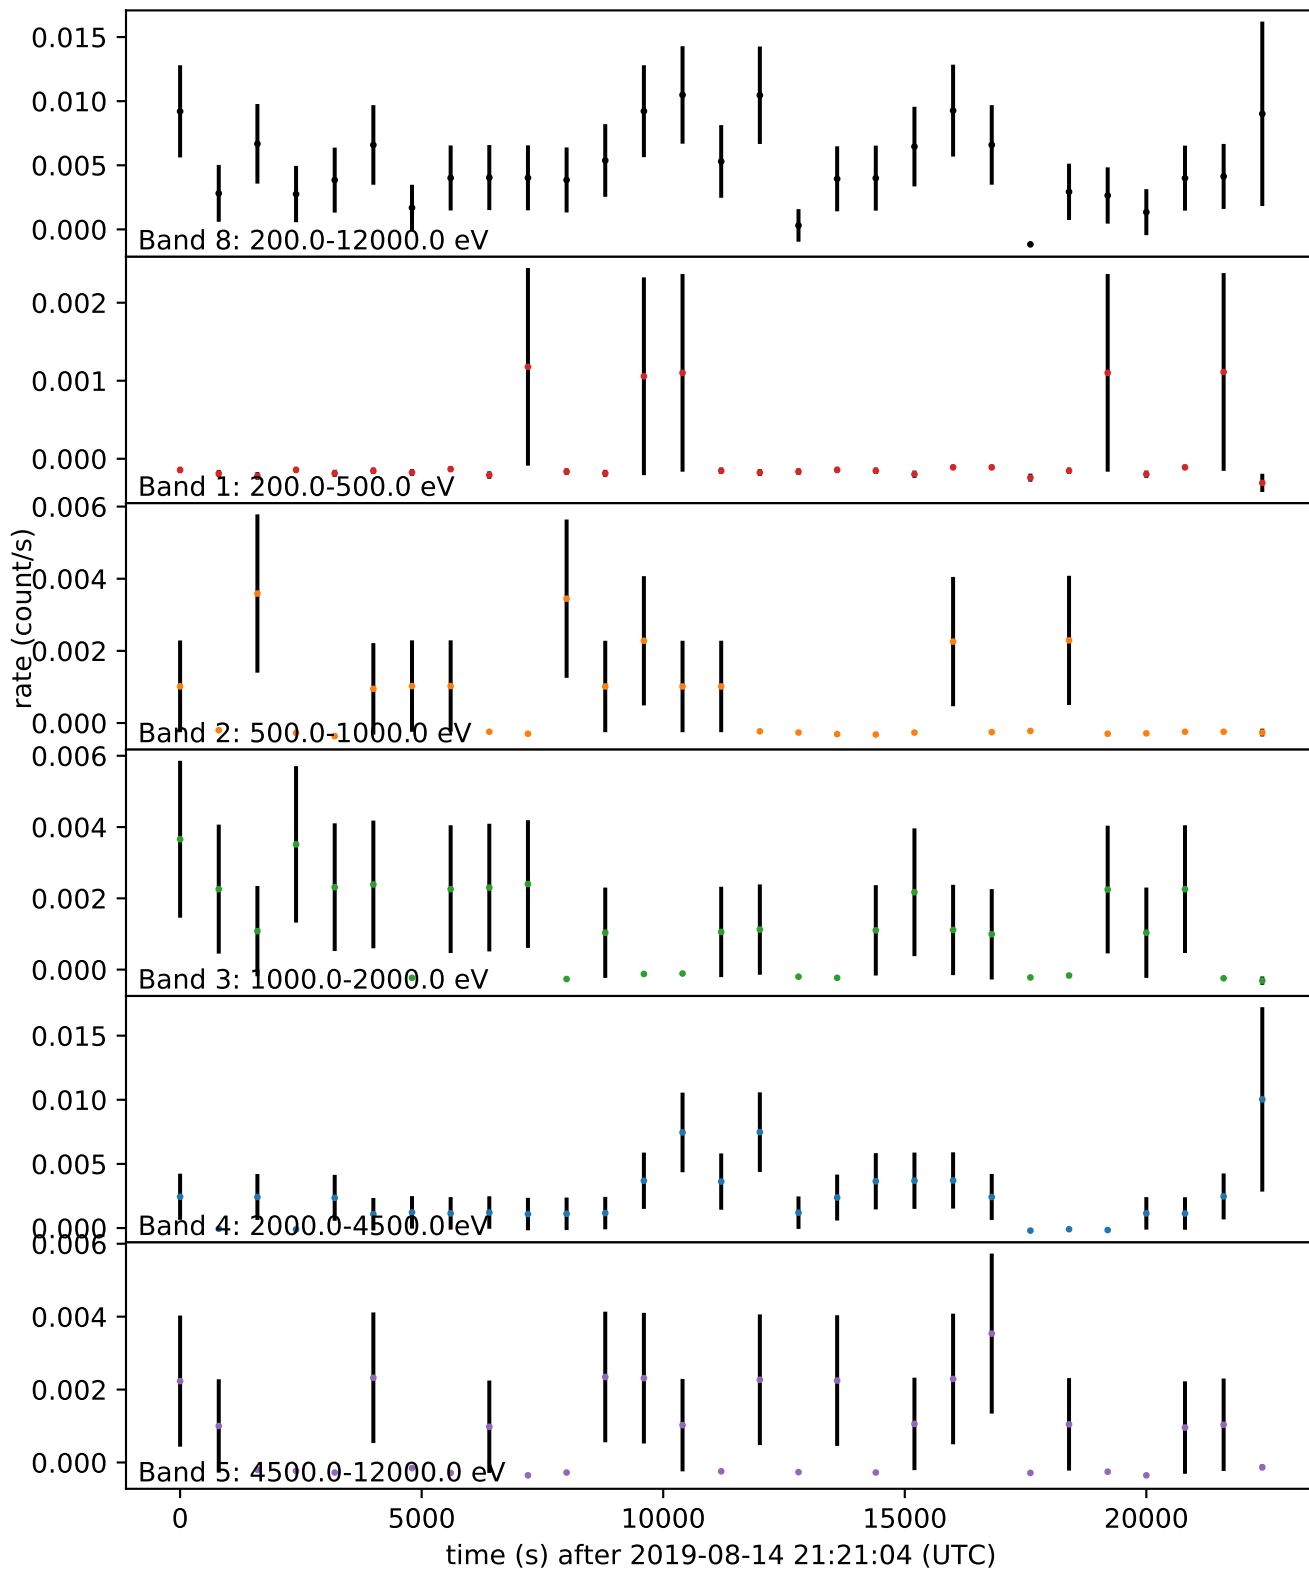 0.015
0.010
0.005
0.000
Band 8: 200.0-12000.0 eV
0.002
0.001
0.000
Band 1: 200.0-500.0 eV
rate (count/s)
0.006
0.004
0.002
0.000
Band 2: 500.0-1000.0 eV
0.006
0.004
0.002
0.000
Band 3: 1000.0-2000.0 eV
0.015
0.010
0.005
0.000
Band 4: 2000.0-4500.0 eV
0.006
0.004
0.002
0.000
Band 5: 4500.0-12000.0 eV
0 5000 10000 15000 20000
time (s) after 2019-08-14 21:21:04 (UTC)